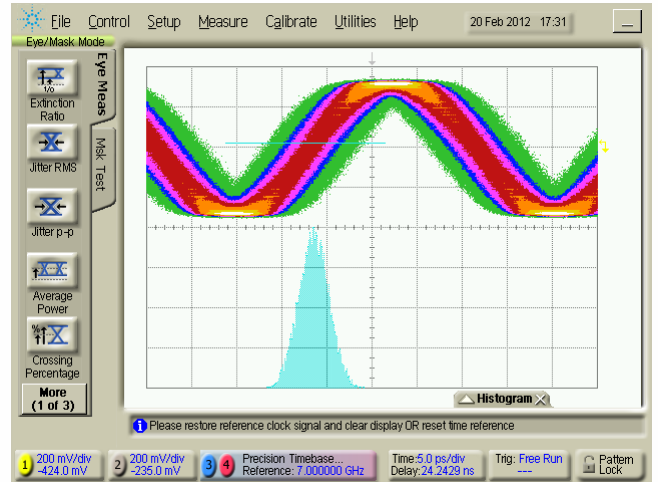 File Control Setup Measure Calibrate Utilities Help 20 Feb 2012 17:31
Eye/Mask Mode
Eye Meas
Msk Test
1/0
Extinction
Ratio
Jitter RMS
Jitter p-p
Average
Power
%
Crossing
Percentage
More
(1 of 3)
Histogram
Please restore reference clock signal and clear display OR reset time reference
1 200 mV/div
-424.0 mV
2 200 mV/div
-235.0 mV
3 4 Precision Timebase...
Reference: 7.000000 GHz
Time:5.0 ps/div
Delay:24.2429 ns
Trig: Free Run
---
Pattern
Lock